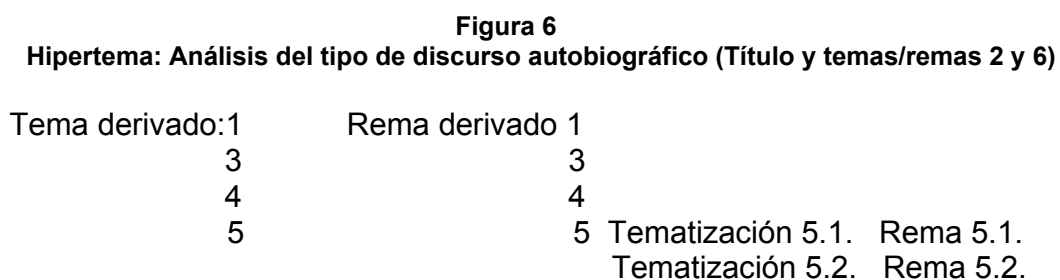 Figura 6
Hipertema: Análisis del tipo de discurso autobiográfico (Título y temas/remas 2 y 6)
Tema derivado:1 Rema derivado 1
3 3
4 4
5 5 Tematización 5.1. Rema 5.1.
Tematización 5.2. Rema 5.2.